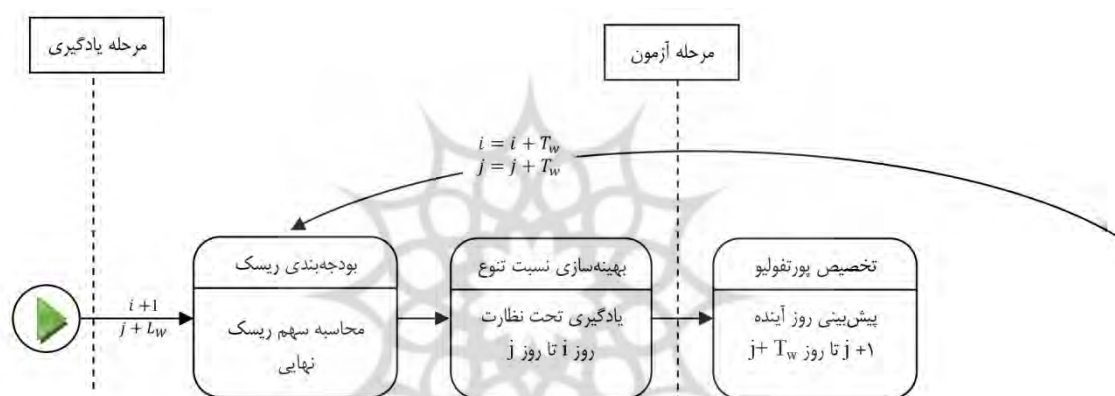 مرحله یادگیری
مرحله آزمون
i = i + T_w
j = j + T_w
i +1
j + L_W
بودجه‌بندی ریسک
محاسبه سهم ریسک
نهایی
بهینه‌سازی نسبت تنوع
یادگیری تحت نظارت
روز i تا روز j
تخصیص پورتفولیو
پیش‌بینی روز آینده
j +۱ تا روز j+ T_w